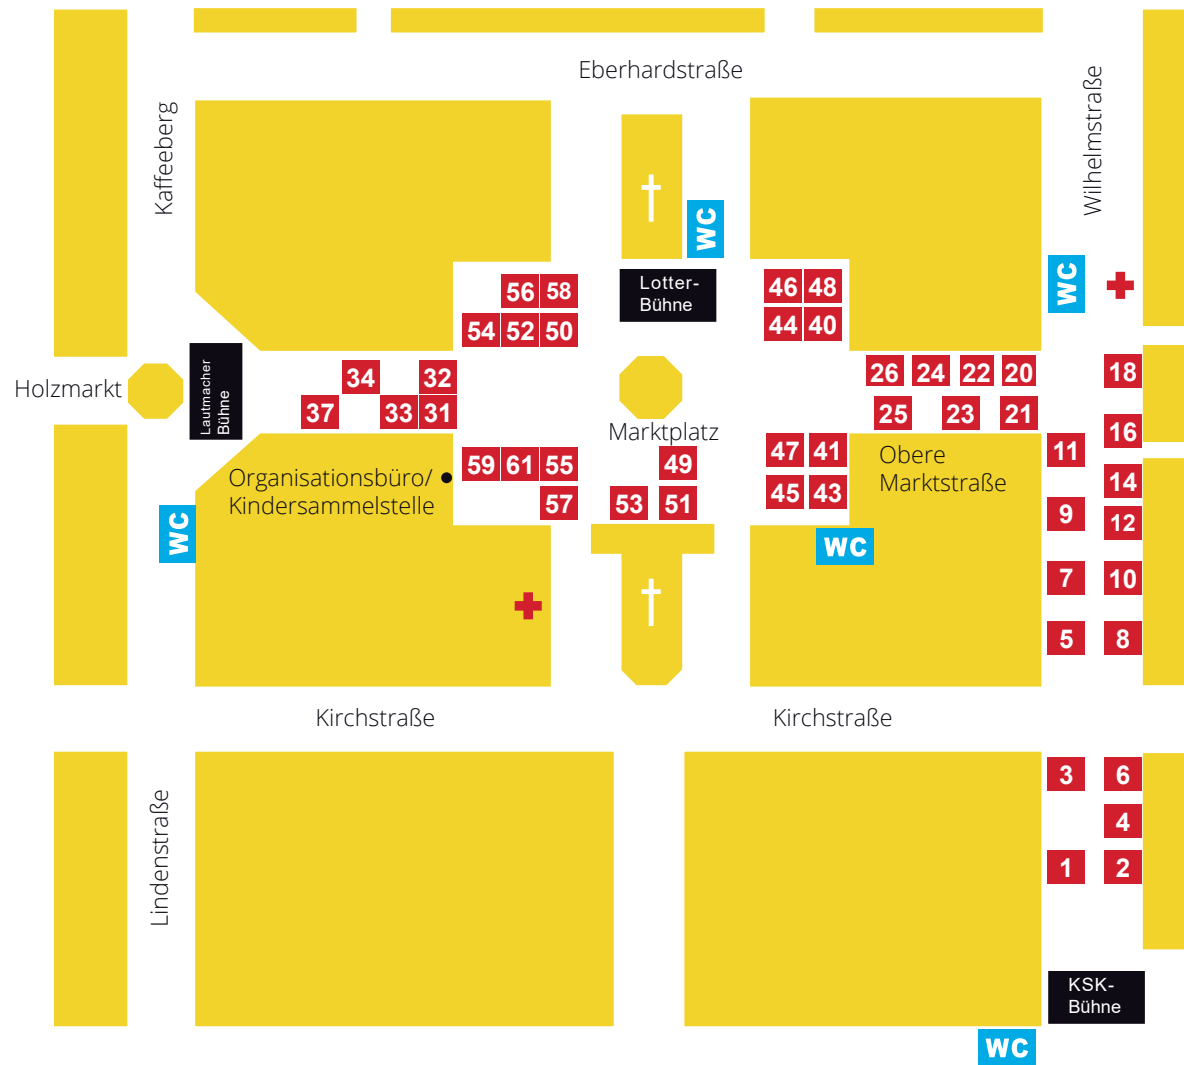 Eberhardstraße
Kaffeeberg
Wilhelmstraße
WC
WC
Lotter-
Bühne
56 58
46 48
54 52 50
44 40
Holzmarkt
Lautmacher
Bühne
34 32
37 33 31
26 24 22 20
25 23 21
18
16
14
12
10
8
11
9
7
5
Marktplatz
Organisationsbüro/
Kindersammelstelle
59 61 55
57
49
53 51
47 41
45 43
Obere
Marktstraße
WC
WC
Kirchstraße
Kirchstraße
Lindenstraße
3 6
4
1 2
KSK-
Bühne
WC